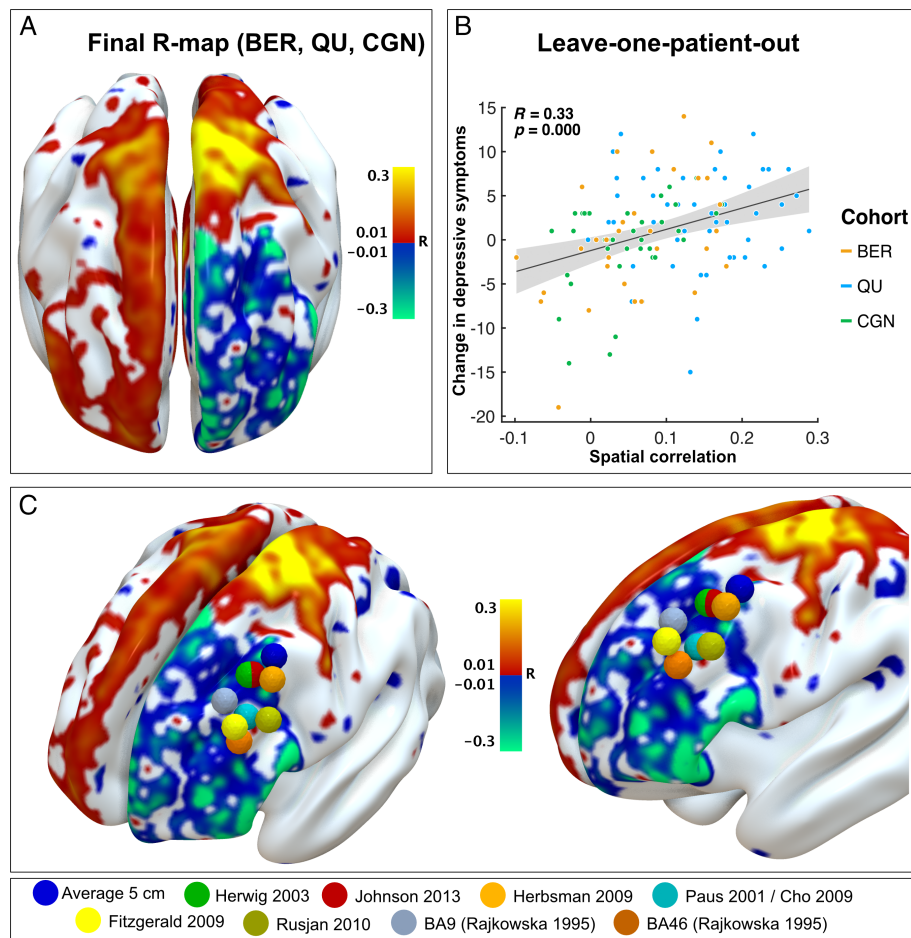 A
Final R-map (BER, QU, CGN)
0.3
0.01
−0.01
R
−0.3
B
Leave-one-patient-out
R = 0.33
p = 0.000
Change in depressive symptoms
15
10
5
0
-5
-10
-15
-20
-0.1 0 0.1 0.2 0.3
Spatial correlation
Cohort
BER
QU
CGN
C
0.3
0.01
−0.01
R
−0.3
Average 5 cm Herwig 2003 Johnson 2013 Herbsman 2009 Paus 2001 / Cho 2009
Fitzgerald 2009 Rusjan 2010 BA9 (Rajkowska 1995) BA46 (Rajkowska 1995)